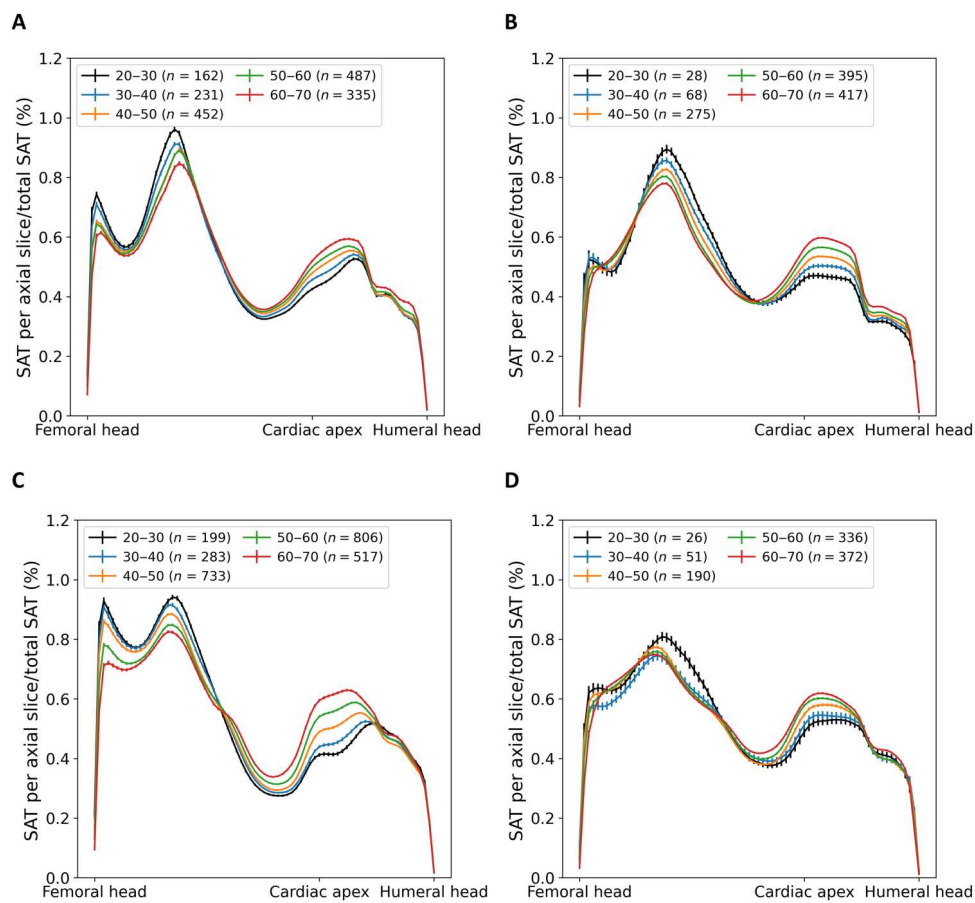 A
SAT per axial slice/total SAT (%)
1.2
1.0
0.8
0.6
0.4
0.2
0.0
20–30 (n = 162)
30–40 (n = 231)
40–50 (n = 452)
50–60 (n = 487)
60–70 (n = 335)
Femoral head
Cardiac apex
Humeral head
B
SAT per axial slice/total SAT (%)
1.2
1.0
0.8
0.6
0.4
0.2
0.0
20–30 (n = 28)
30–40 (n = 68)
40–50 (n = 275)
50–60 (n = 395)
60–70 (n = 417)
Femoral head
Cardiac apex
Humeral head
C
SAT per axial slice/total SAT (%)
1.2
1.0
0.8
0.6
0.4
0.2
0.0
20–30 (n = 199)
30–40 (n = 283)
40–50 (n = 733)
50–60 (n = 806)
60–70 (n = 517)
Femoral head
Cardiac apex
Humeral head
D
SAT per axial slice/total SAT (%)
1.2
1.0
0.8
0.6
0.4
0.2
0.0
20–30 (n = 26)
30–40 (n = 51)
40–50 (n = 190)
50–60 (n = 336)
60–70 (n = 372)
Femoral head
Cardiac apex
Humeral head